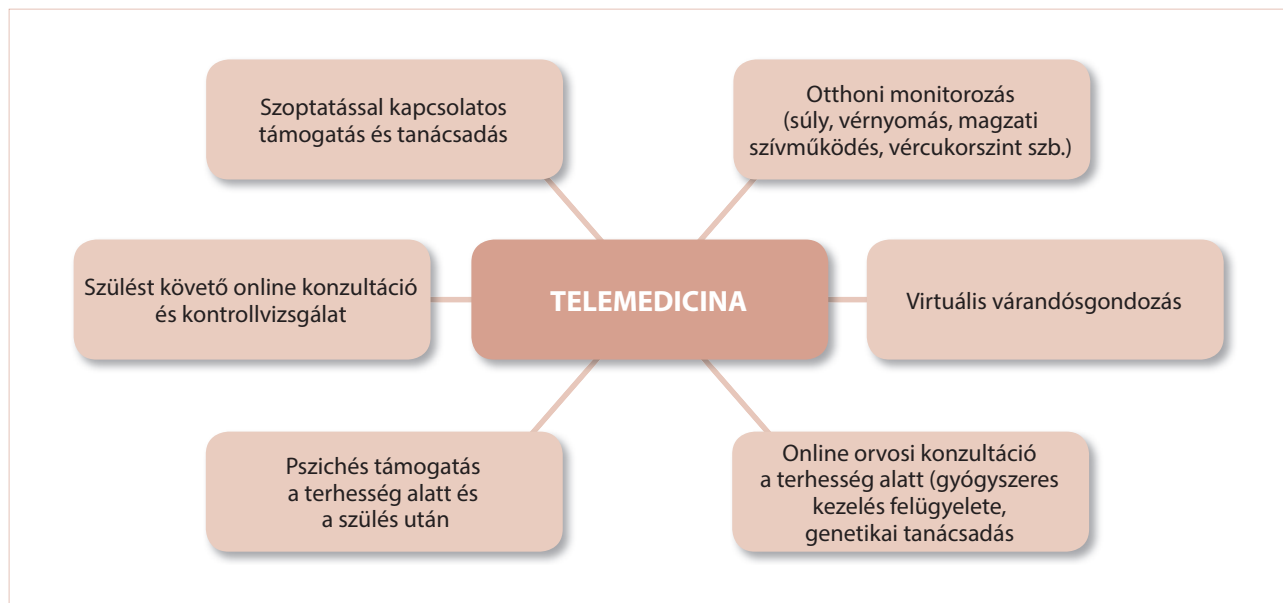 Szoptatással kapcsolatos
támogatás és tanácsadás
Otthoni monitorozás
(súly, vérnyomás, magzati
szívműködés, vércukorszint szb.)
Szülést követő online konzultáció
és kontrollvizsgálat
TELEMEDICINA
Virtuális várandósgondozás
Pszichés támogatás
a terhesség alatt és
a szülés után
Online orvosi konzultáció
a terhesség alatt (gyógyszeres
kezelés felügyelete,
genetikai tanácsadás